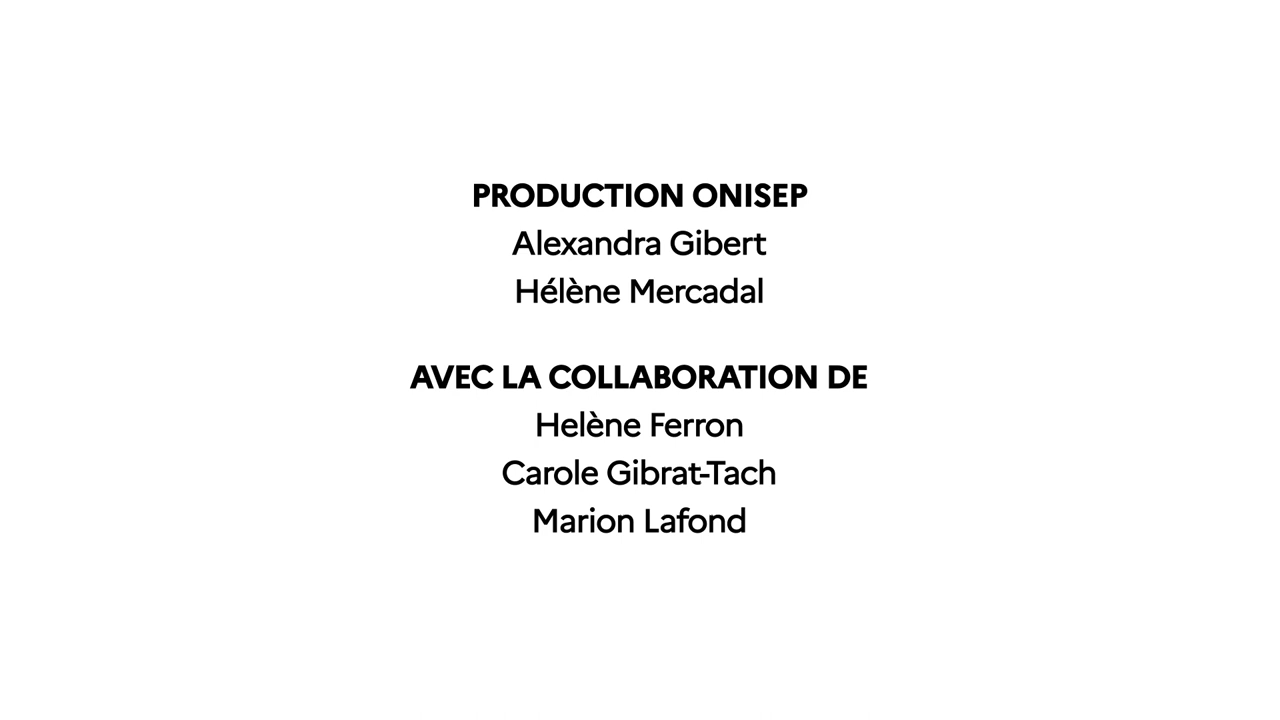 PRODUCTION ONISEP
Alexandra Gibert
Hélène Mercadal
AVEC LA COLLABORATION DE
Helène Ferron
Carole Gibrat-Tach
Marion Lafond